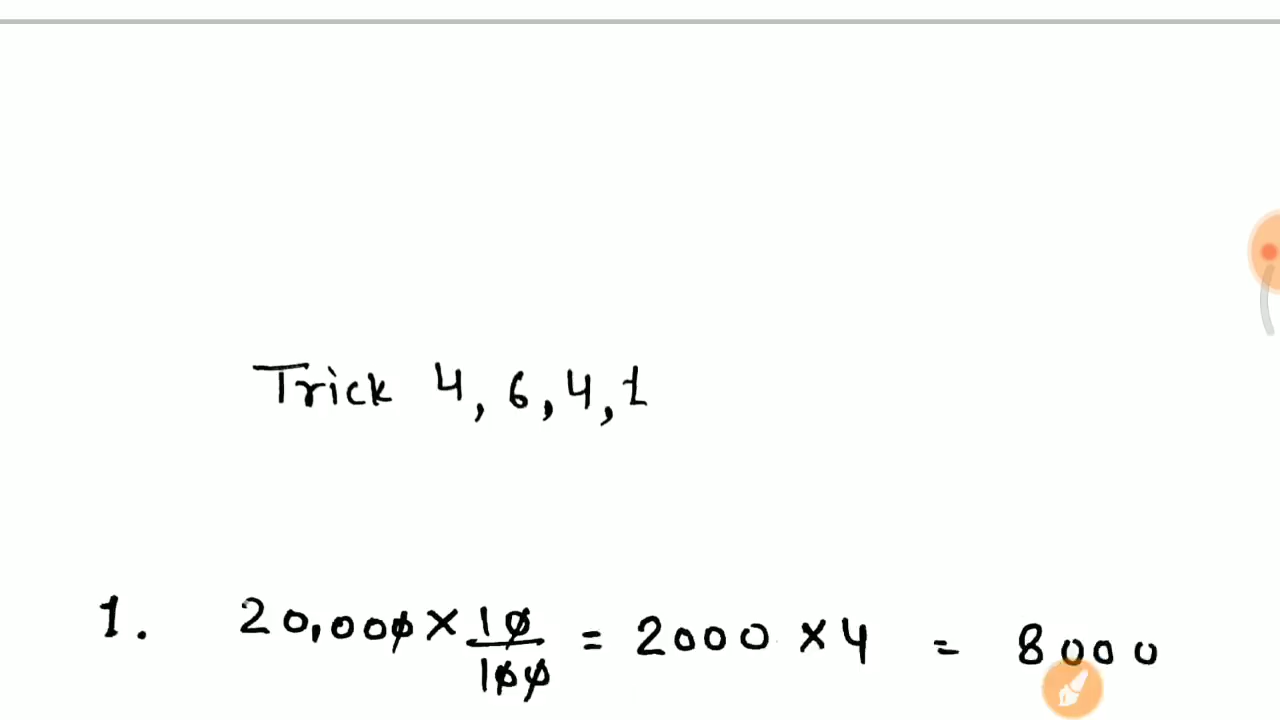 Trick 4, 6, 4, 1
1. 20,000 × 10/100 = 2000 × 4 = 8000